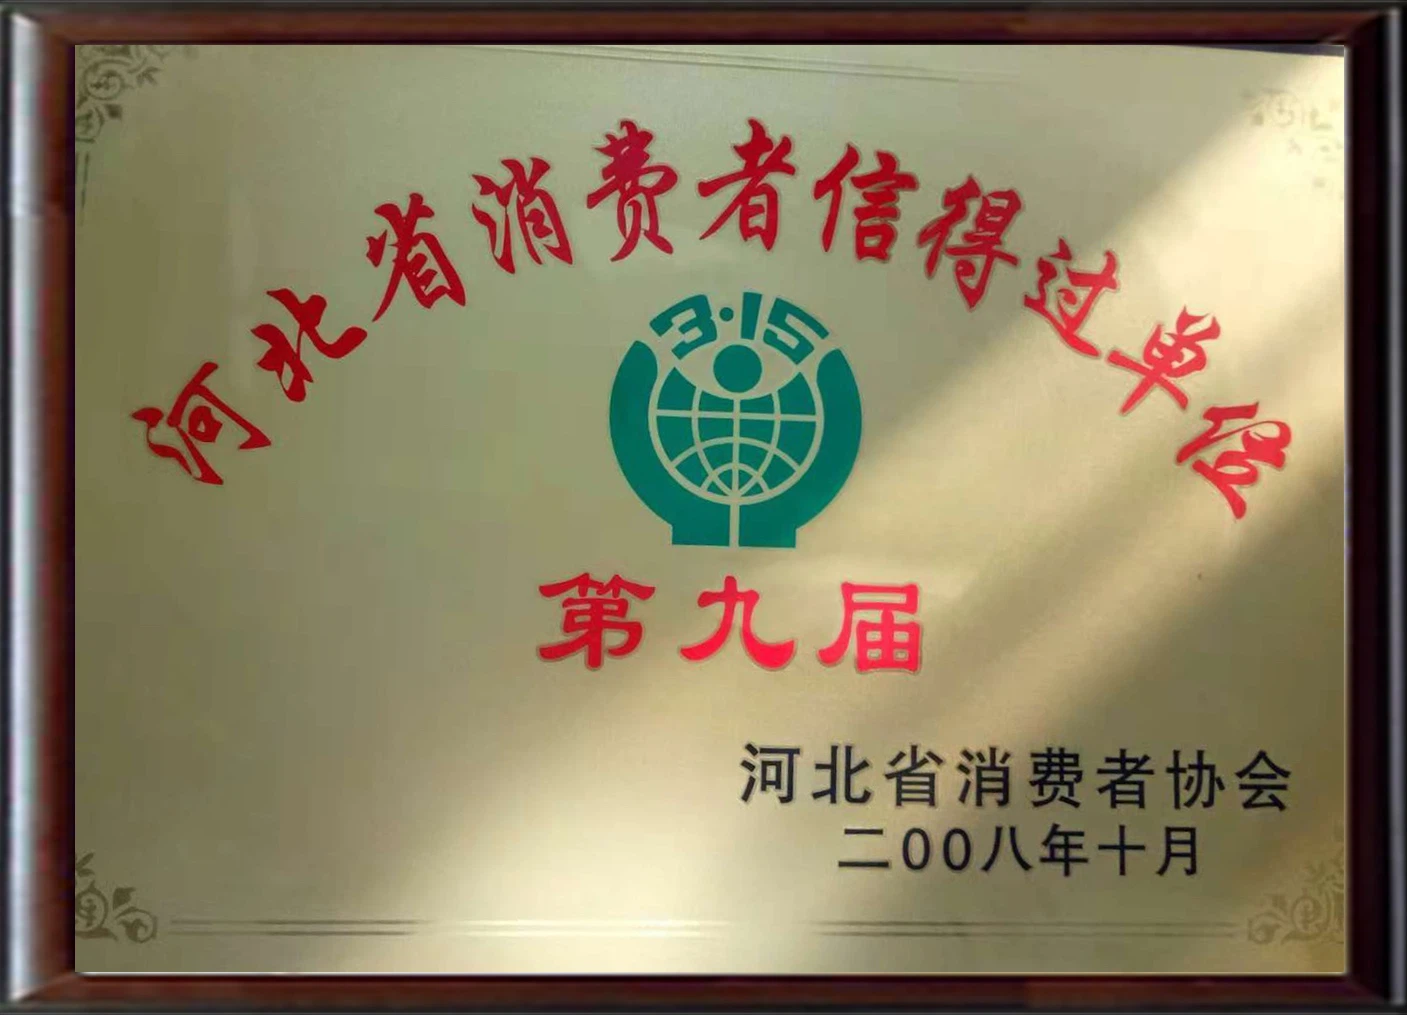 河北省消费者信得过单位
3·15
第九届
河北省消费者协会
二00八年十月